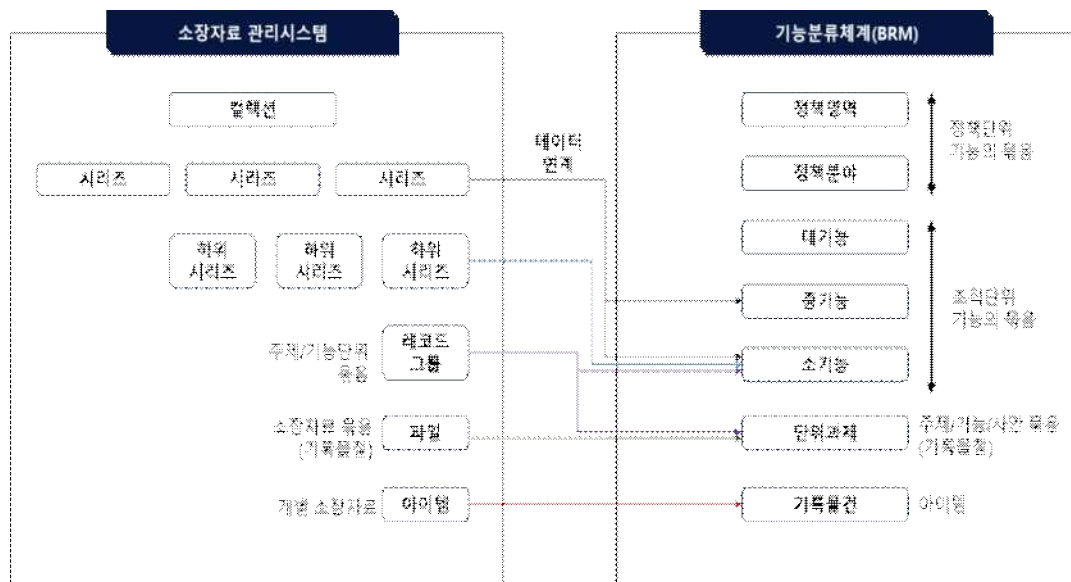 소장자료 관리시스템
기능분류체계(BRM)
컬렉션
정책영역
정책단위
기능의 묶음
데이터
연계
시리즈
시리즈
시리즈
정책분야
하위
시리즈
하위
시리즈
하위
시리즈
대기능
중기능
조직단위
기능의 묶음
주제/기능단위
묶음
레코드
그룹
소기능
소장자료 묶음
(기록물철)
파일
단위과제
주제/기능/사안 묶음
(기록물철)
개별 소장자료
아이템
기록물건
아이템